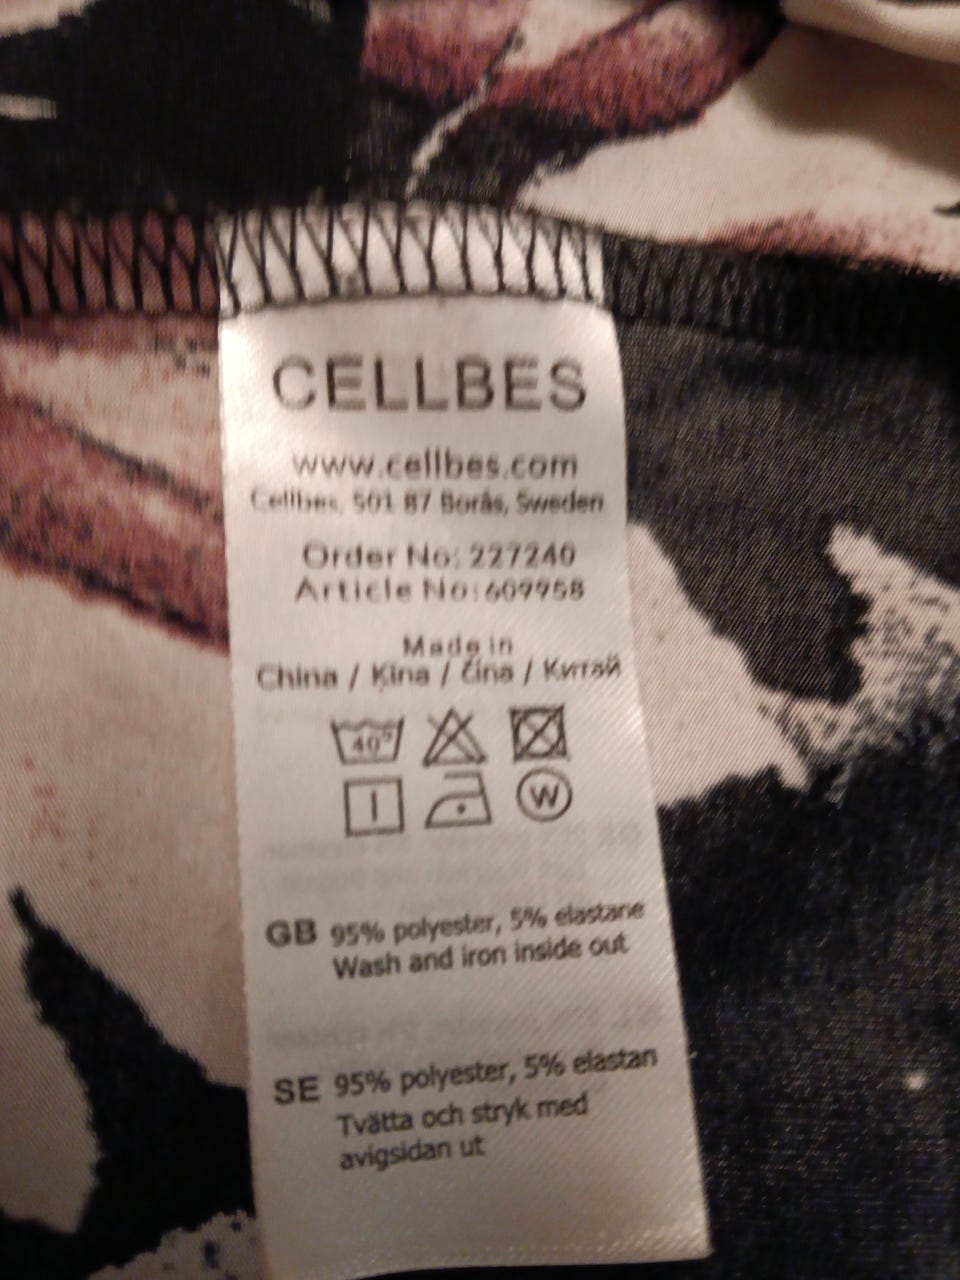 CELLBES
www.cellbes.com
Cellbes, 501 87 Borås, Sweden
Order No: 227240
Article No: 609958
Made in
China / Ķīna / Čína / Китай
40°
W
GB 95% polyester, 5% elastane
Wash and iron inside out
SE 95% polyester, 5% elastan
Tvätta och stryk med
avigsidan ut